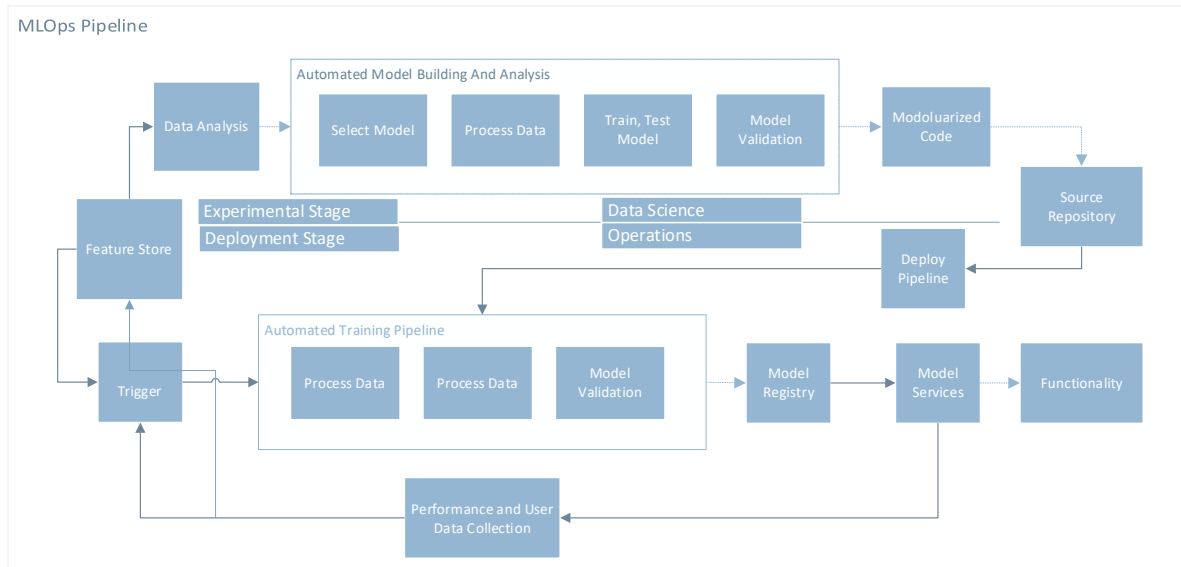 MLOps Pipeline
Automated Model Building And Analysis
Data Analysis
Select Model
Process Data
Train, Test
Model
Model
Validation
Modoluarized
Code
Source
Repository
Experimental Stage
Data Science
Deployment Stage
Operations
Feature Store
Deploy
Pipeline
Automated Training Pipeline
Trigger
Process Data
Process Data
Model
Validation
Model
Registry
Model
Services
Functionality
Performance and User
Data Collection